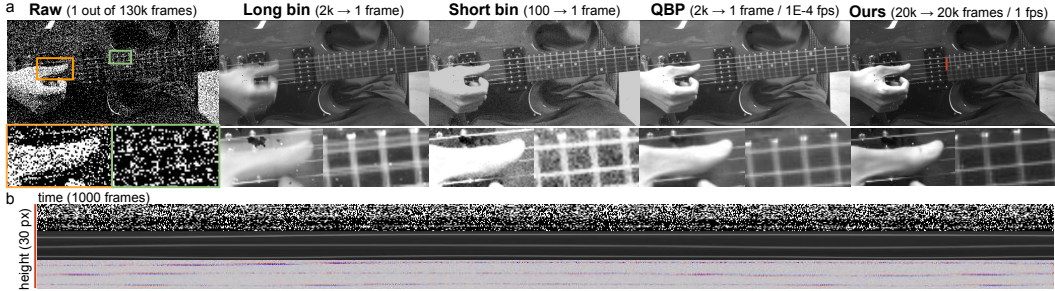 a Raw (1 out of 130k frames) Long bin (2k → 1 frame) Short bin (100 → 1 frame) QBP (2k → 1 frame / 1E-4 fps) Ours (20k → 20k frames / 1 fps)
b time (1000 frames)
height (30 px)